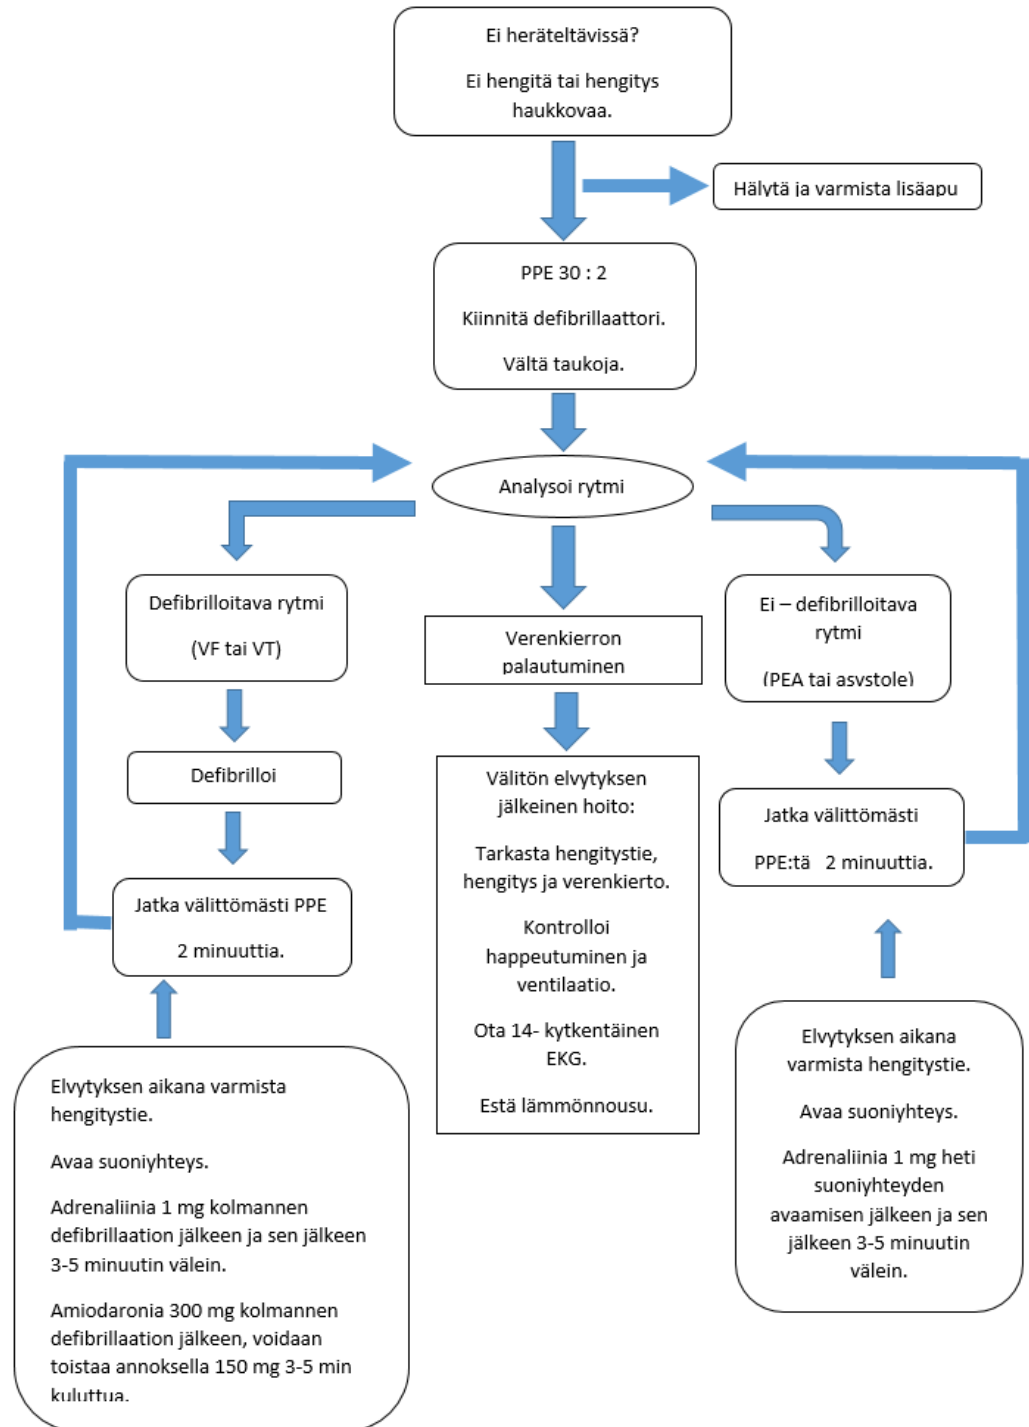 Ei heräteltävissä?
Ei hengitä tai hengitys
haukkovaa.
Hälytä ja varmista lisäapu
PPE 30 : 2
Kiinnitä defibrillaattori.
Vältä taukoja.
Analysoi rytmi
Defibrilloitava rytmi
(VF tai VT)
Defibrilloi
Jatka välittömästi PPE
2 minuuttia.
Elvytyksen aikana varmista
hengitystie.
Avaa suoniyhteys.
Adrenaliinia 1 mg kolmannen
defibrillaation jälkeen ja sen jälkeen
3-5 minuutin välein.
Amiodaronia 300 mg kolmannen
defibrillaation jälkeen, voidaan
toistaa annoksella 150 mg 3-5 min
kuluttua.
Verenkierron
palautuminen
Välitön elvytyksen
jälkeinen hoito:
Tarkasta hengitystie,
hengitys ja verenkierto.
Kontrolloi
happeutuminen ja
ventilaatio.
Ota 14- kytkentäinen
EKG.
Estä lämmönnousu.
Ei – defibrilloitava
rytmi
(PEA tai asystole)
Jatka välittömästi
PPE:tä 2 minuuttia.
Elvytyksen aikana
varmista hengitystie.
Avaa suoniyhteys.
Adrenaliinia 1 mg heti
suoniyhteyden
avaamisen jälkeen ja sen
jälkeen 3-5 minuutin
välein.